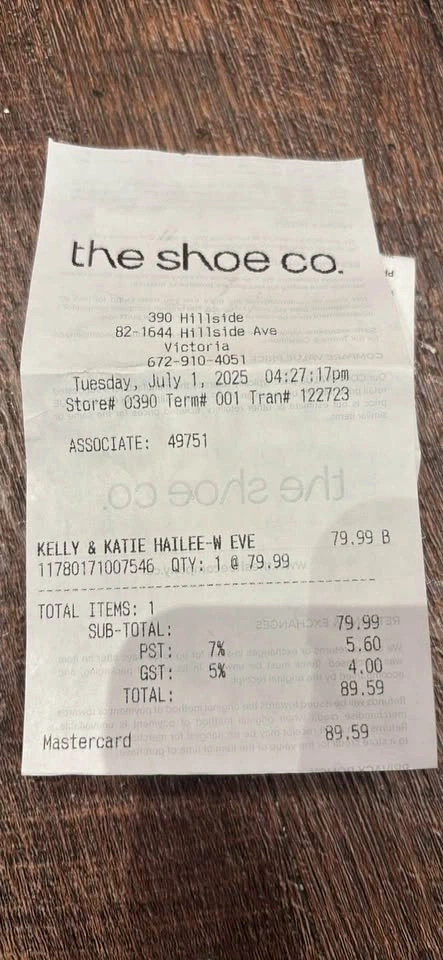 the shoe co.
390 Hillside
82-1644 Hillside Ave
Victoria
672-910-4051
Tuesday, July 1, 2025 04:27:17pm
Store# 0390 Term# 001 Tran# 122723
ASSOCIATE: 49751
the shoe co.
KELLY & KATIE HAILEE-W EVE 79.99 B
11780171007546 QTY: 1 @ 79.99
TOTAL ITEMS: 1
SUB-TOTAL: 79.99
PST: 7% 5.60
GST: 5% 4.00
TOTAL: 89.59
Mastercard 89.59